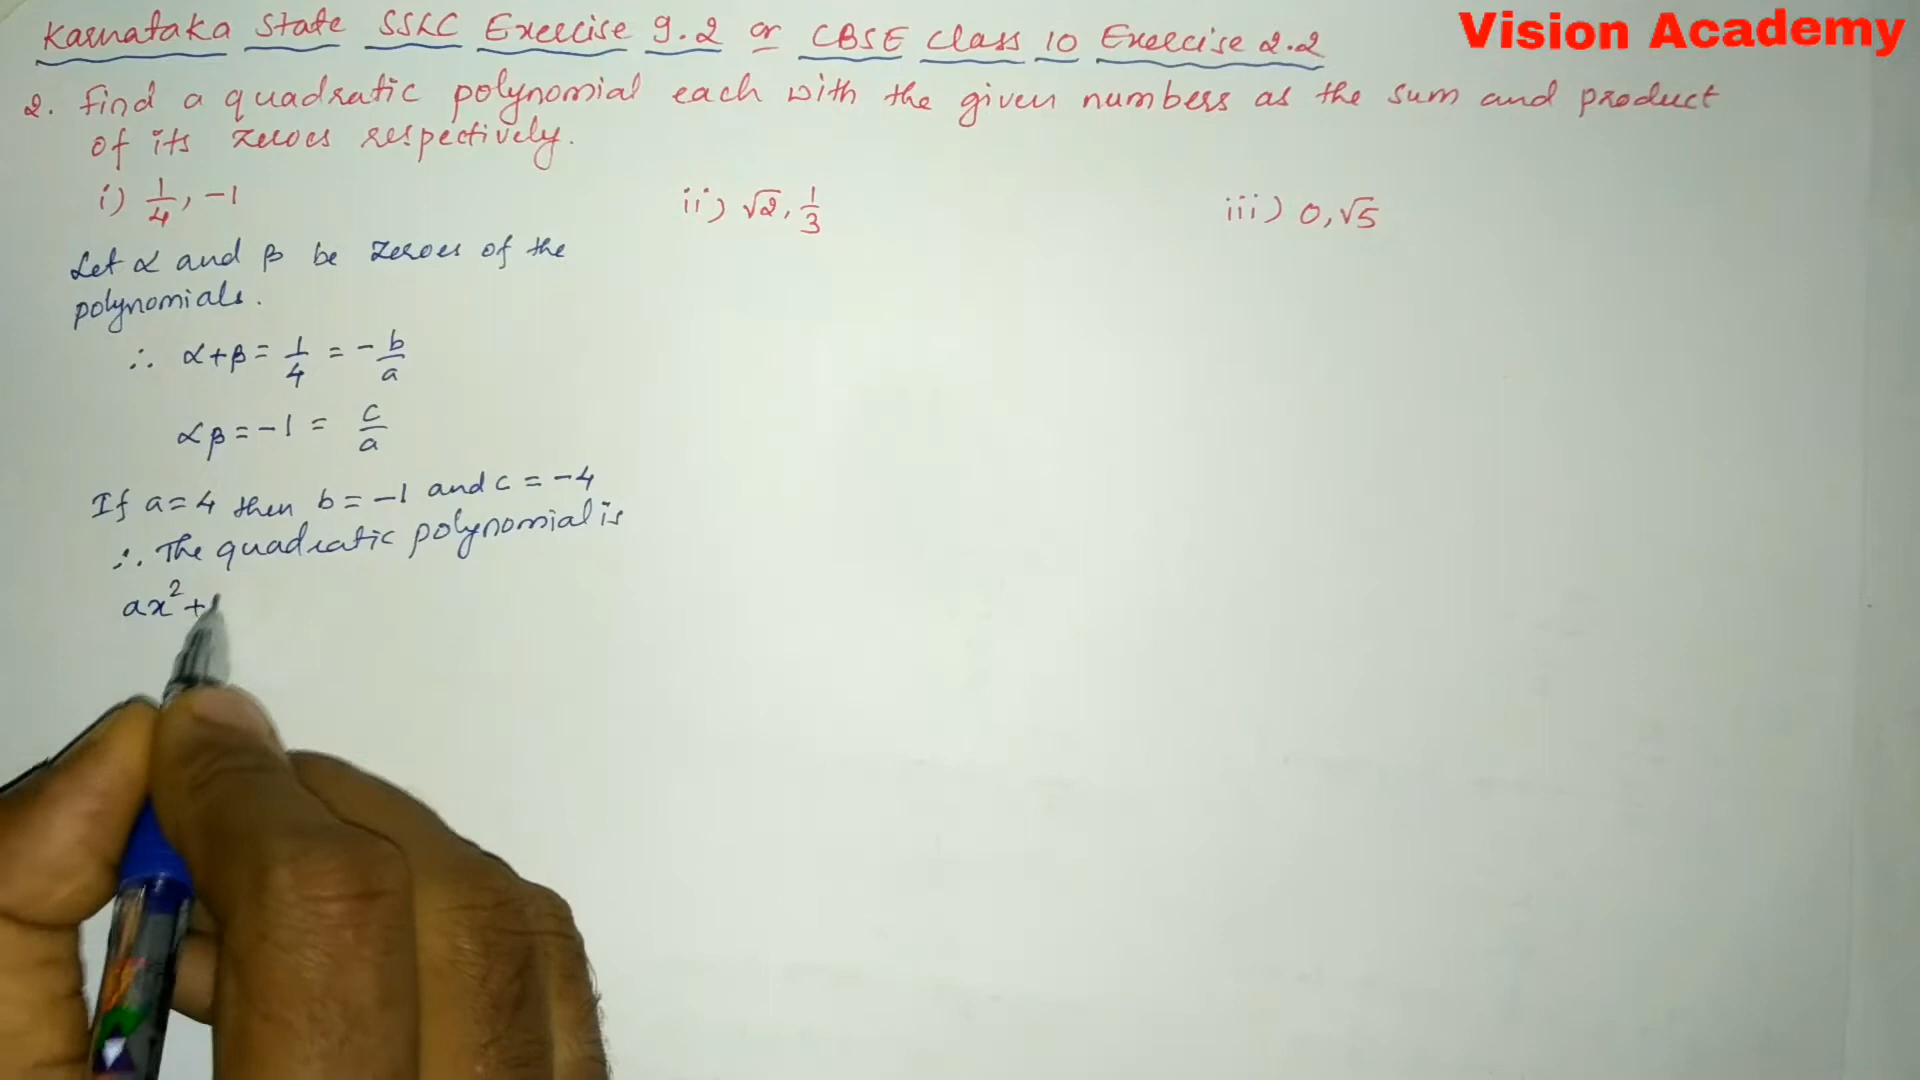 Karnataka State SSLC Exercise 9.2 or CBSE Class 10 Exercise 2.2
Vision Academy
2. find a quadratic polynomial each with the given numbers as the sum and product
of its zeroes respectively.
i) 1/4, -1
ii) √2, 1/3
iii) 0, √5
Let α and β be zeroes of the
polynomials.
∴ α+β = 1/4 = -b/a
αβ = -1 = c/a
If a = 4 then b = -1 and c = -4
∴ The quadratic polynomial is
ax² +